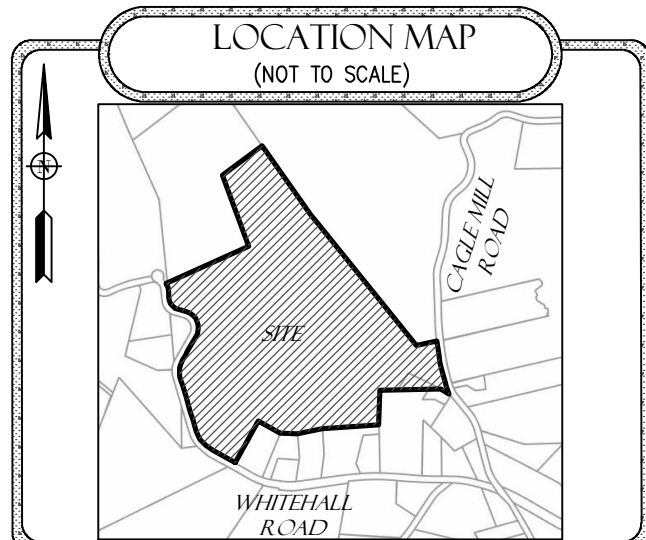 LOCATION MAP
(NOT TO SCALE)
N
CAGLE MILL
ROAD
SITE
WHITEHALL
ROAD